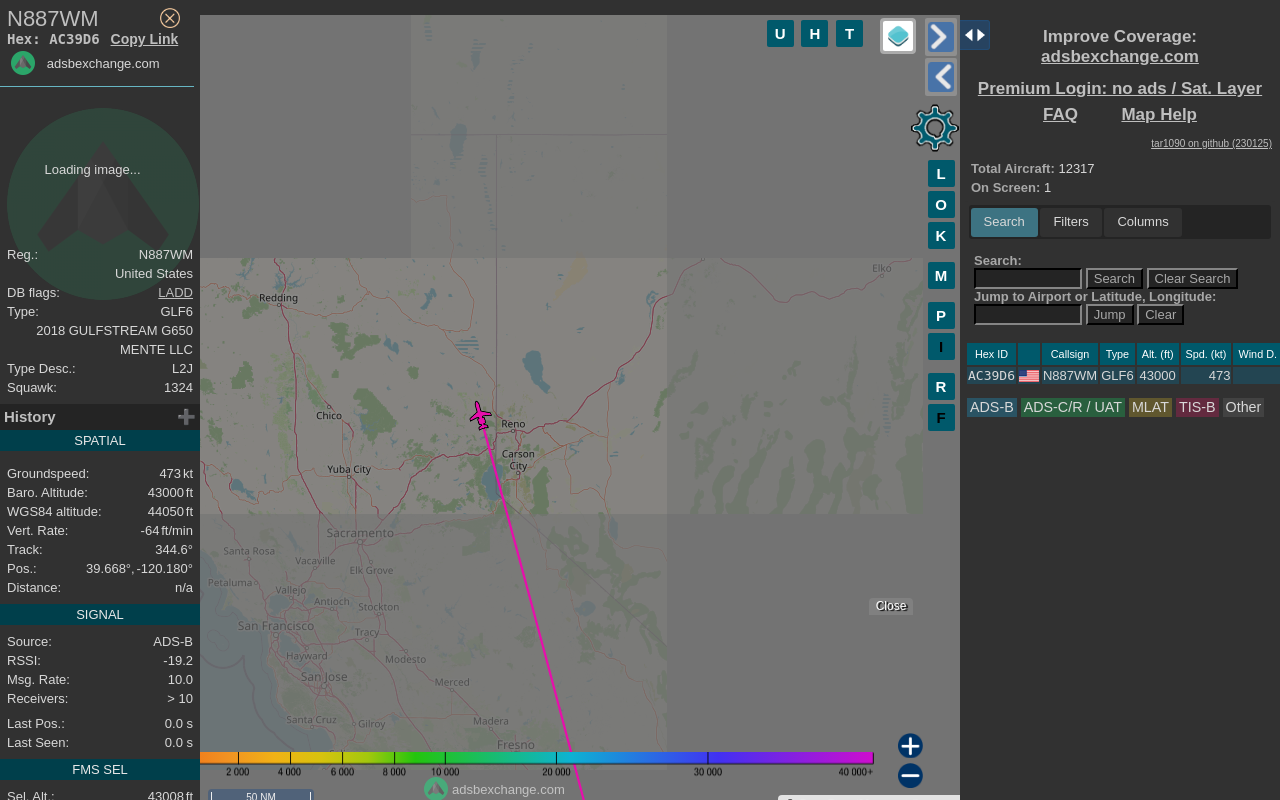 N887WM
Hex: AC39D6 Copy Link
adsbexchange.com
Loading image...
Reg.: N887WM
United States
DB flags: LADD
Type: GLF6
2018 GULFSTREAM G650
MENTE LLC
Type Desc.: L2J
Squawk: 1324
History
SPATIAL
Groundspeed: 473 kt
Baro. Altitude: 43000 ft
WGS84 altitude: 44050 ft
Vert. Rate: -64 ft/min
Track: 344.6°
Pos.: 39.668°, -120.180°
Distance: n/a
SIGNAL
Source: ADS-B
RSSI: -19.2
Msg. Rate: 10.0
Receivers: > 10
Last Pos.: 0.0 s
Last Seen: 0.0 s
FMS SEL
Sel. Alt.: 43008 ft
U H T
L
O
K
M
P
I
R
F
Elko
Redding
Chico
Reno
Carson
City
Yuba City
Sacramento
Santa Rosa
Vacaville
Elk Grove
Petaluma
Vallejo
Antioch
Stockton
San Francisco
Tracy
Hayward
Modesto
San Jose
Merced
Santa Cruz
Gilroy
Madera
Fresno
Close
2 000 4 000 6 000 8 000 10 000 20 000 30 000 40 000+
adsbexchange.com
50 NM
Improve Coverage:
adsbexchange.com
Premium Login: no ads / Sat. Layer
FAQ Map Help
tar1090 on github (230125)
Total Aircraft: 12317
On Screen: 1
Search Filters Columns
Search:
Search Clear Search
Jump to Airport or Latitude, Longitude:
Jump Clear
Hex ID Callsign Type Alt. (ft) Spd. (kt) Wind D.
AC39D6 N887WM GLF6 43000 473
ADS-B ADS-C/R / UAT MLAT TIS-B Other